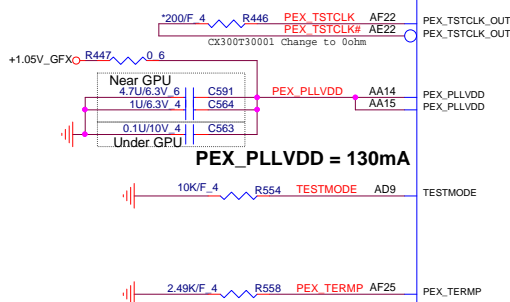 *200/F_4 R446 PEX_TSTCLK AF22 PEX_TSTCLK_OUT
PEX_TSTCLK# AE22 PEX_TSTCLK_OUT
CX300T30001 Change to 0ohm
+1.05V_GFX R447 0_6
Near GPU
4.7U/6.3V_6 C591 PEX_PLLVDD AA14 PEX_PLLVDD
1U/6.3V_4 C564 AA15 PEX_PLLVDD
0.1U/10V_4 C563
Under GPU
PEX_PLLVDD = 130mA
10K/F_4 R554 TESTMODE AD9 TESTMODE
2.49K/F_4 R558 PEX_TERMP AF25 PEX_TERMP